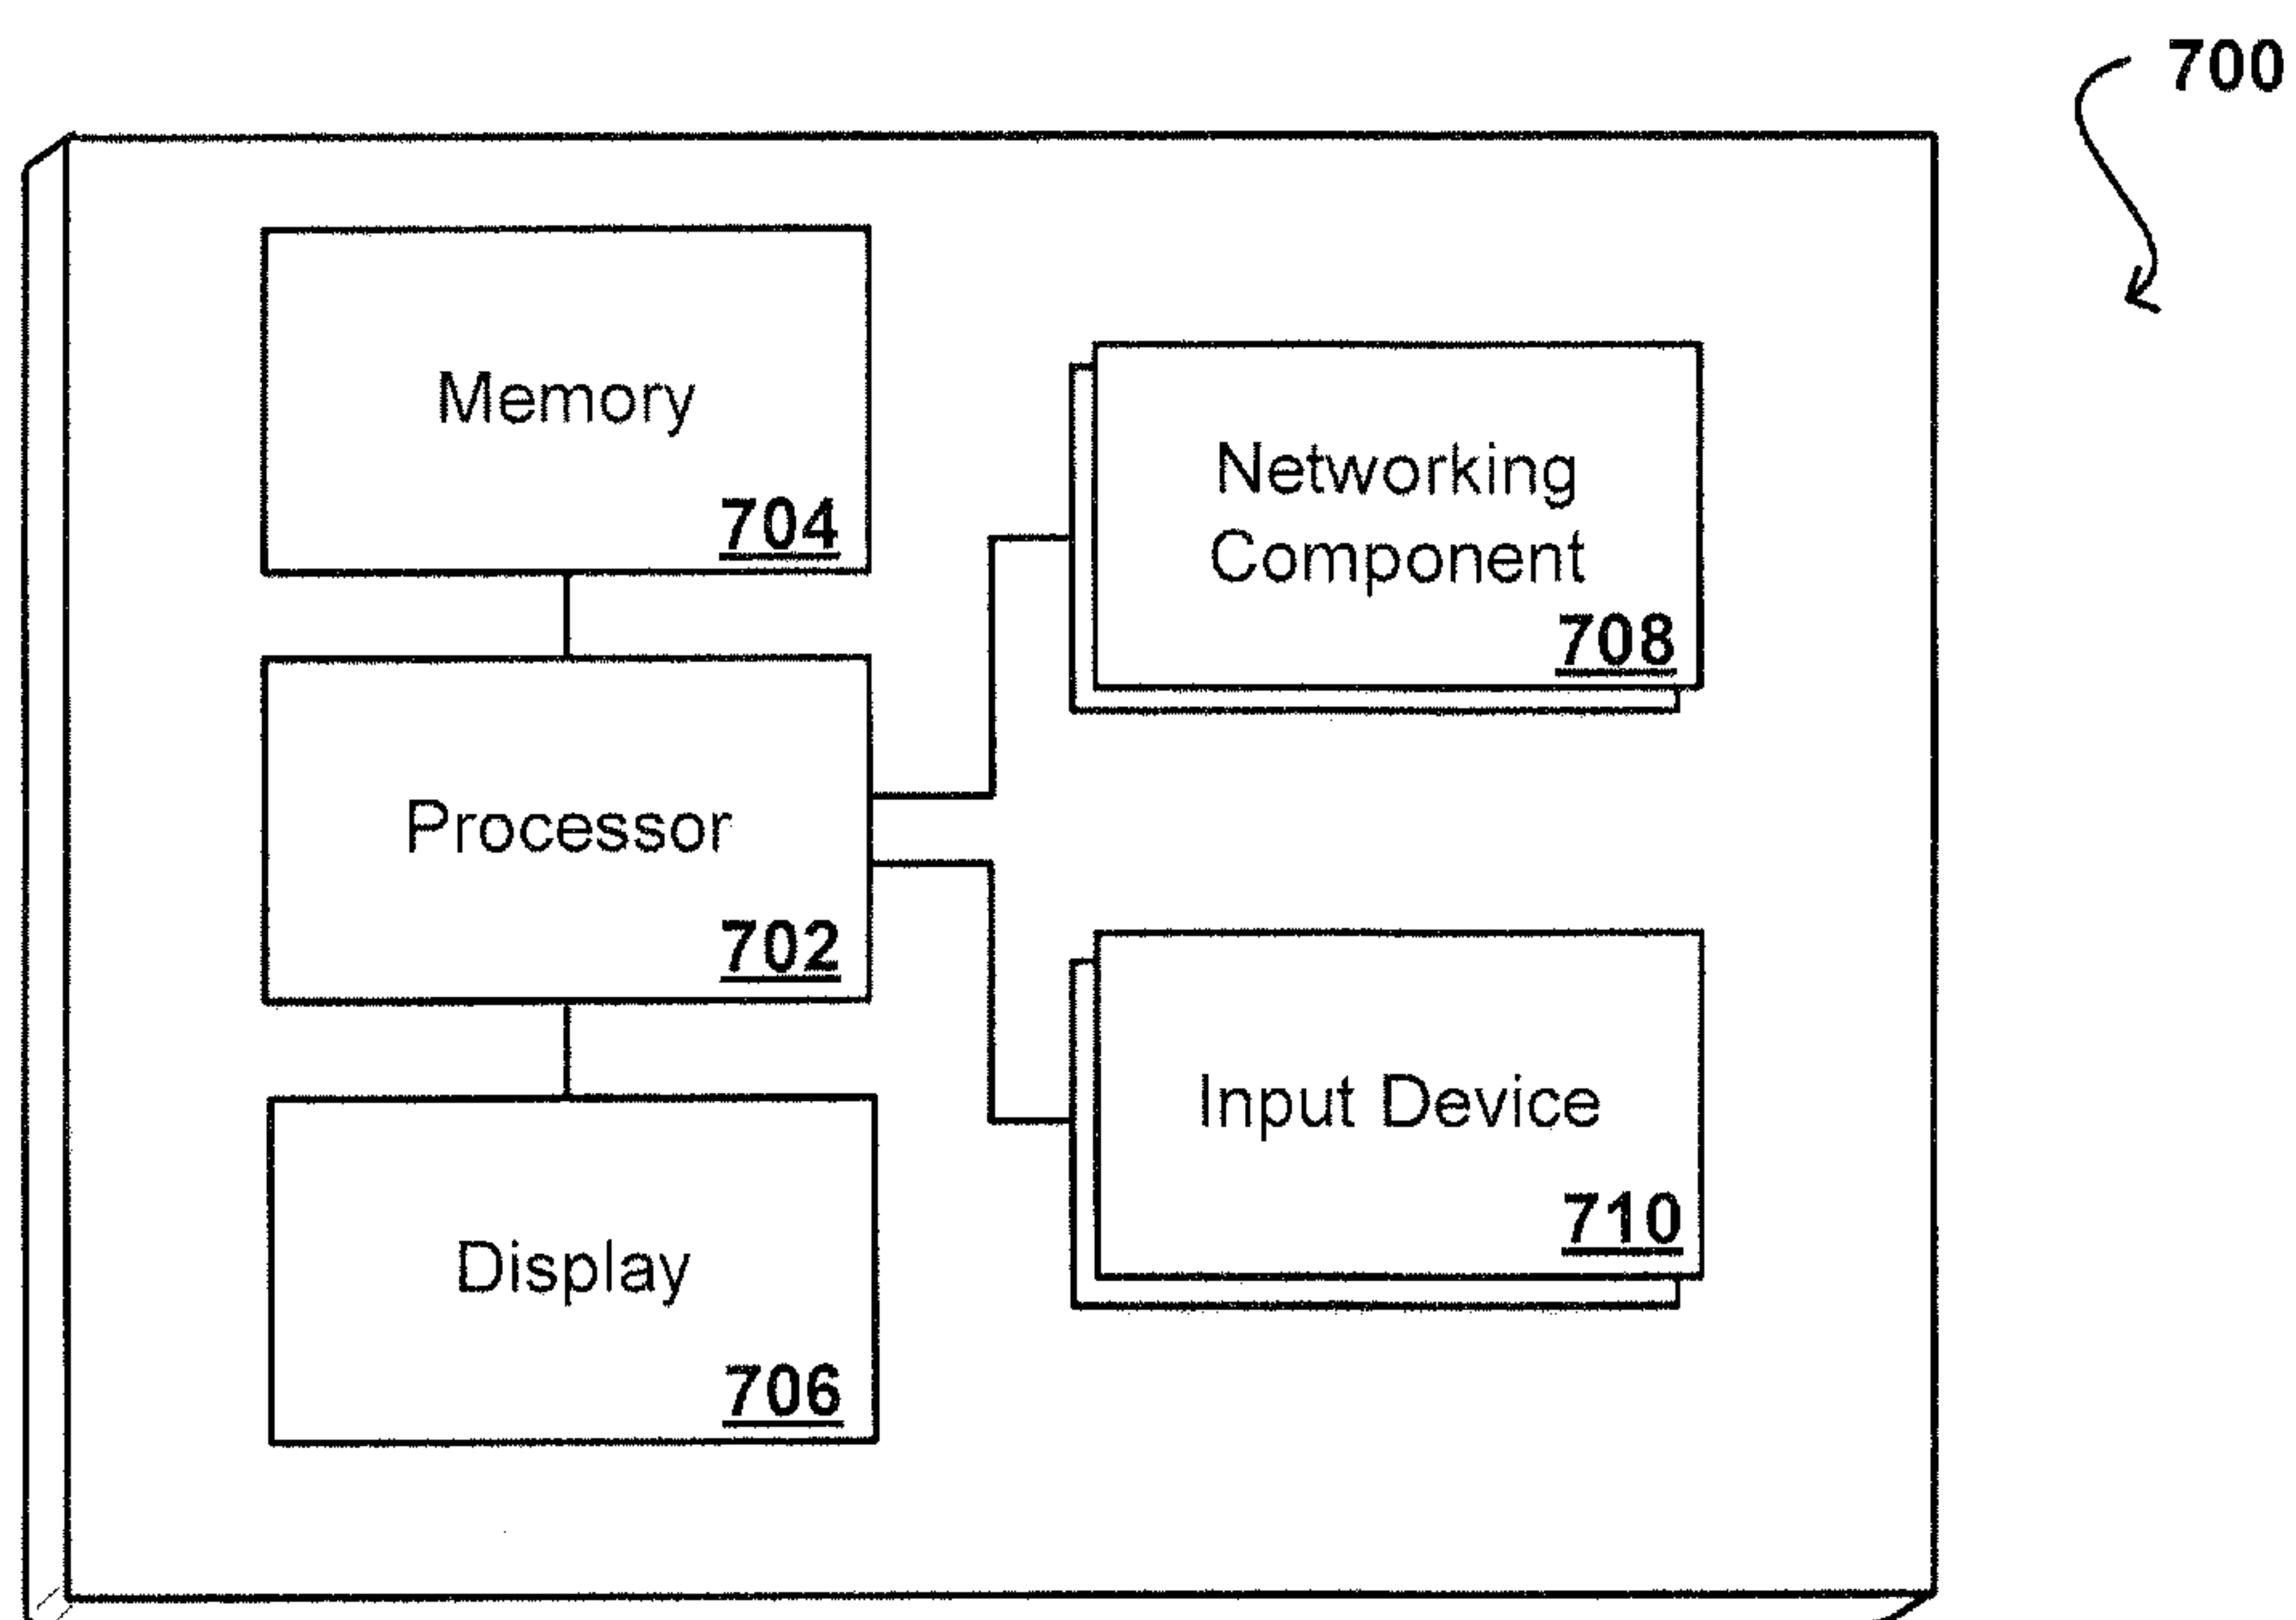 700
Memory
704
Networking
Component
708
Processor
702
Input Device
710
Display
706